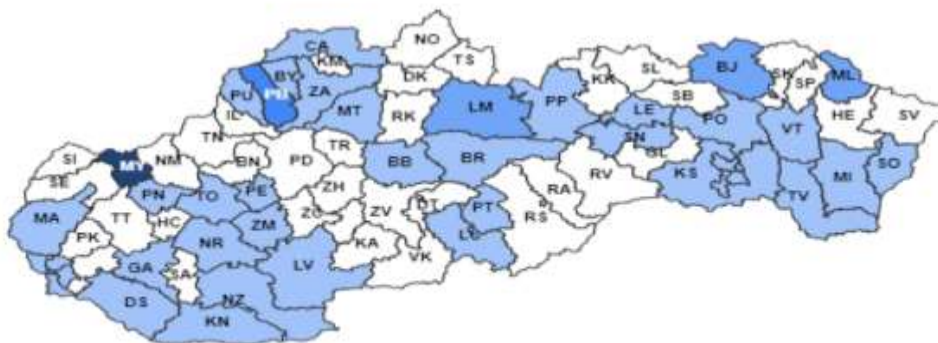 NO
CA
TS
KM
BY
DK
SL
BJ
SK
ML
KK
SP
PU
ZA
LM
PP
SB
IL
MT
RK
LE
PO
HE
SV
TN
SN
VT
TR
GL
SI
MY
NM
BN
PD
BB
BR
SO
SE
RV
KS
MI
PN
TO
PE
ZH
RA
TV
MA
TT
HC
ZC
ZV
PT
RS
PK
ZM
NR
KA
VK
GA
SA
LV
DS
NZ
KN